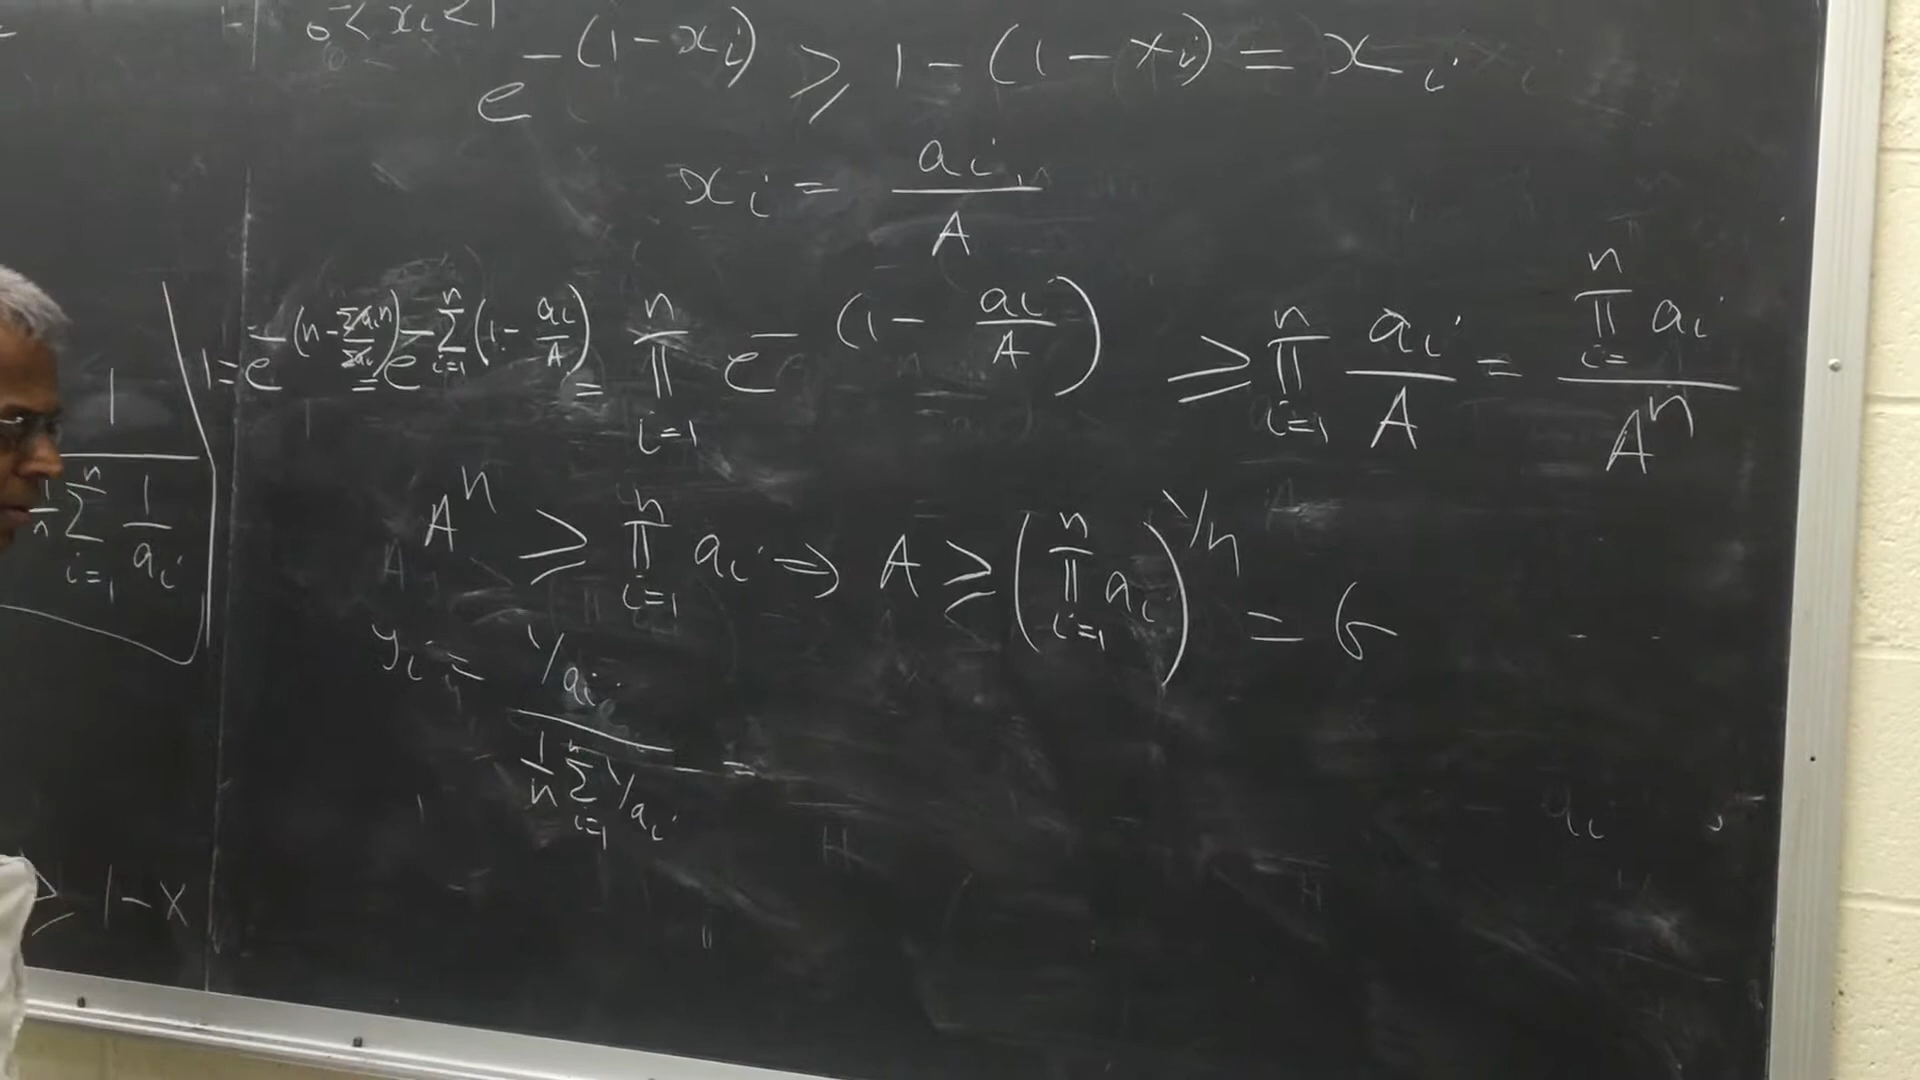 0 < x_i < 1
e^{-(1-x_i)} ≥ 1 - (1 - x_i) = x_i
x_i = a_i / A
1 = e^{-(n - Σa_i n / Σa_i)} = e^{-Σ_{i=1}^{n} (1 - a_i/A)} = Π_{i=1}^{n} e^{-(1 - a_i/A)} ≥ Π_{i=1}^{n} a_i/A = Π_{i=1}^{n} a_i / A^n
1 / (1/n Σ_{i=1}^{n} 1/a_i)
A^n ≥ Π_{i=1}^{n} a_i ⇒ A ≥ (Π_{i=1}^{n} a_i)^{1/n} = G
y_i = (1/a_i) / (1/n Σ_{i=1}^{n} 1/a_i) =
≥ 1 - x